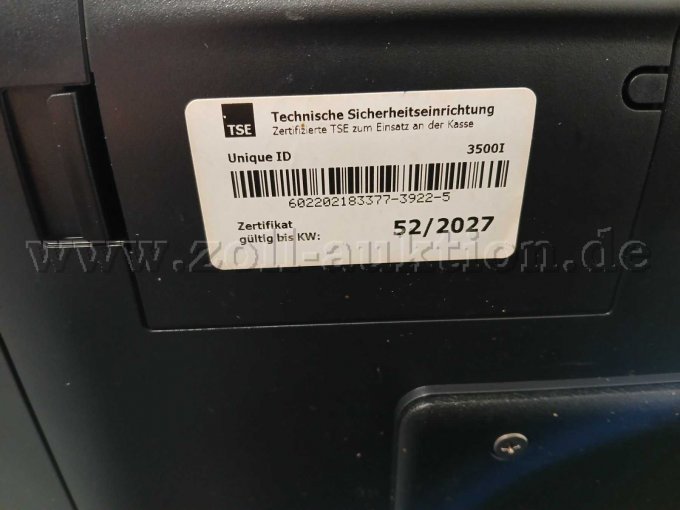 TSE
Technische Sicherheitseinrichtung
Zertifizierte TSE zum Einsatz an der Kasse
Unique ID 3500I
602202183377-3922-5
Zertifikat
gültig bis KW: 52/2027
www.zoll-auktion.de